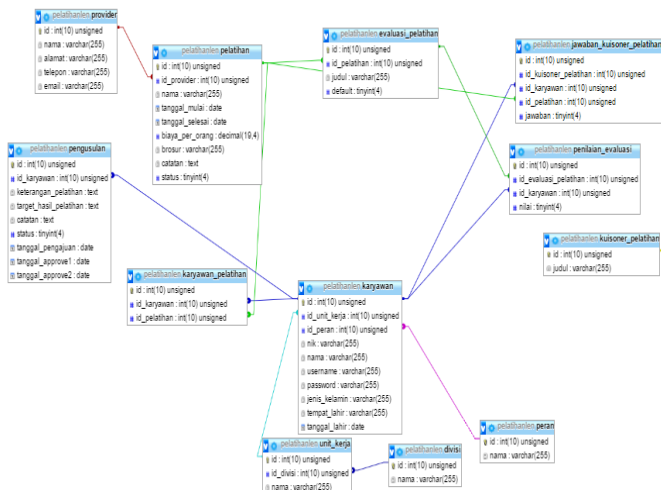 pelatihanlen provider
id : int(10) unsigned
nama : varchar(255)
alamat : varchar(255)
telepon : varchar(255)
email : varchar(255)
pelatihanlen pelatihan
id : int(10) unsigned
id_provider : int(10) unsigned
nama : varchar(255)
tanggal_mulai : date
tanggal_selesai : date
biaya_per_orang : decimal(19,4)
brosur : varchar(255)
catatan : text
status : tinyint(4)
pelatihanlen evaluasi_pelatihan
id : int(10) unsigned
id_pelatihan : int(10) unsigned
judul : varchar(255)
default : tinyint(4)
pelatihanlen jawaban_kuisoner_pelatihan
id : int(10) unsigned
id_kuisoner_pelatihan : int(10) unsigned
id_karyawan : int(10) unsigned
id_pelatihan : int(10) unsigned
jawaban : tinyint(4)
pelatihanlen pengusulan
id : int(10) unsigned
id_karyawan : int(10) unsigned
keterangan_pelatihan : text
target_hasil_pelatihan : text
catatan : text
status : tinyint(4)
tanggal_pengajuan : date
tanggal_approve1 : date
tanggal_approve2 : date
pelatihanlen penilaian_evaluasi
id : int(10) unsigned
id_evaluasi_pelatihan : int(10) unsigned
id_karyawan : int(10) unsigned
nilai : tinyint(4)
pelatihanlen kuisoner_pelatihan
id : int(10) unsigned
judul : varchar(255)
pelatihanlen karyawan_pelatihan
id : int(10) unsigned
id_karyawan : int(10) unsigned
id_pelatihan : int(10) unsigned
pelatihanlen karyawan
id : int(10) unsigned
id_unit_kerja : int(10) unsigned
id_peran : int(10) unsigned
nik : varchar(255)
nama : varchar(255)
username : varchar(255)
password : varchar(255)
jenis_kelamin : varchar(255)
tempat_lahir : varchar(255)
tanggal_lahir : date
pelatihanlen peran
id : int(10) unsigned
nama : varchar(255)
pelatihanlen unit_kerja
id : int(10) unsigned
id_divisi : int(10) unsigned
nama : varchar(255)
pelatihanlen divisi
id : int(10) unsigned
nama : varchar(255)